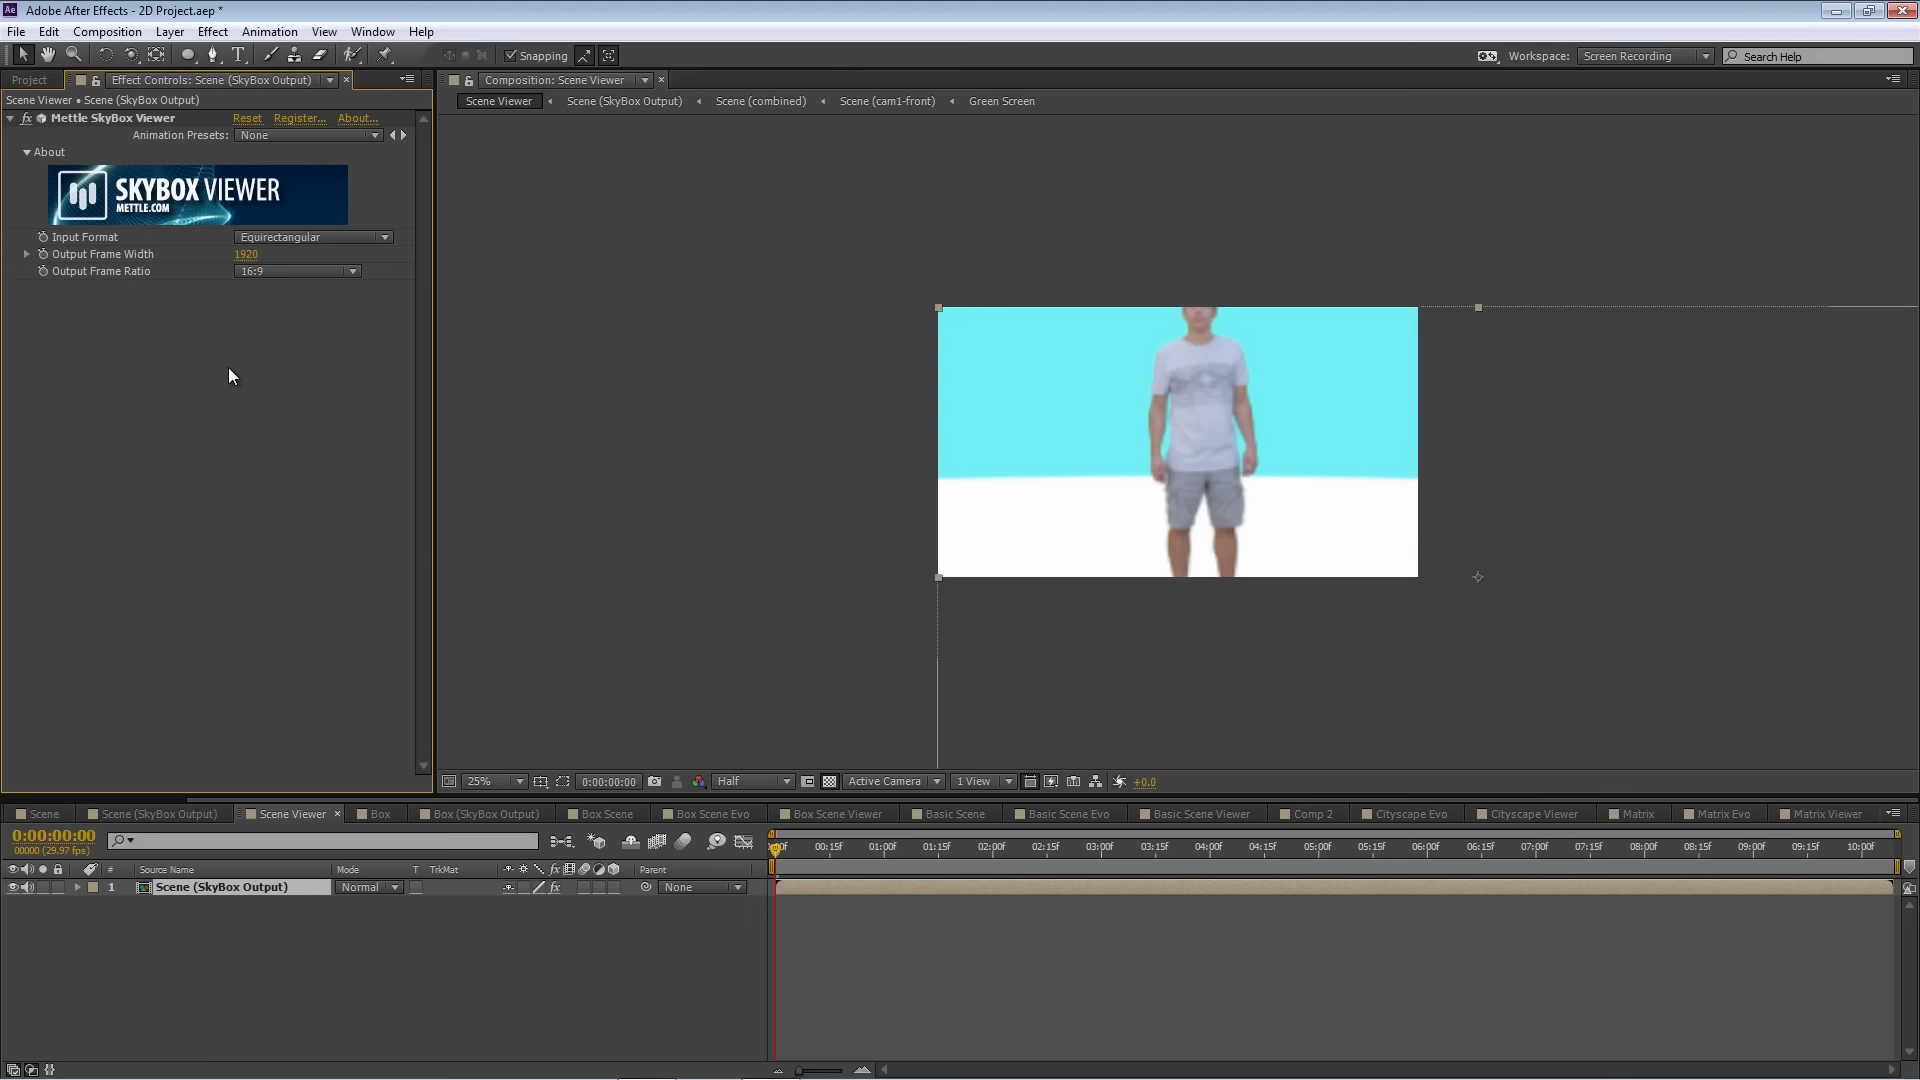 Adobe After Effects - 2D Project.aep *
File Edit Composition Layer Effect Animation View Window Help
Snapping
Workspace: Screen Recording
Search Help
Project
Effect Controls: Scene (SkyBox Output)
Scene Viewer • Scene (SkyBox Output)
fx Mettle SkyBox Viewer Reset Register... About...
Animation Presets: None
About
SKYBOX VIEWER
METTLE.COM
Input Format Equirectangular
Output Frame Width 1920
Output Frame Ratio 16:9
Composition: Scene Viewer
Scene Viewer Scene (SkyBox Output) Scene (combined) Scene (cam1-front) Green Screen
25% 0:00:00:00 Half Active Camera 1 View +0.0
Scene Scene (SkyBox Output) Scene Viewer Box Box (SkyBox Output) Box Scene Box Scene Evo Box Scene Viewer Basic Scene Basic Scene Evo Basic Scene Viewer Comp 2 Cityscape Evo Cityscape Viewer Matrix Matrix Evo Matrix Viewer
0:00:00:00
00000 (29.97 fps)
00:15f 01:00f 01:15f 02:00f 02:15f 03:00f 03:15f 04:00f 04:15f 05:00f 05:15f 06:00f 06:15f 07:00f 07:15f 08:00f 08:15f 09:00f 09:15f 10:00f
# Source Name Mode T TrkMat fx Parent
1 Scene (SkyBox Output) Normal fx None